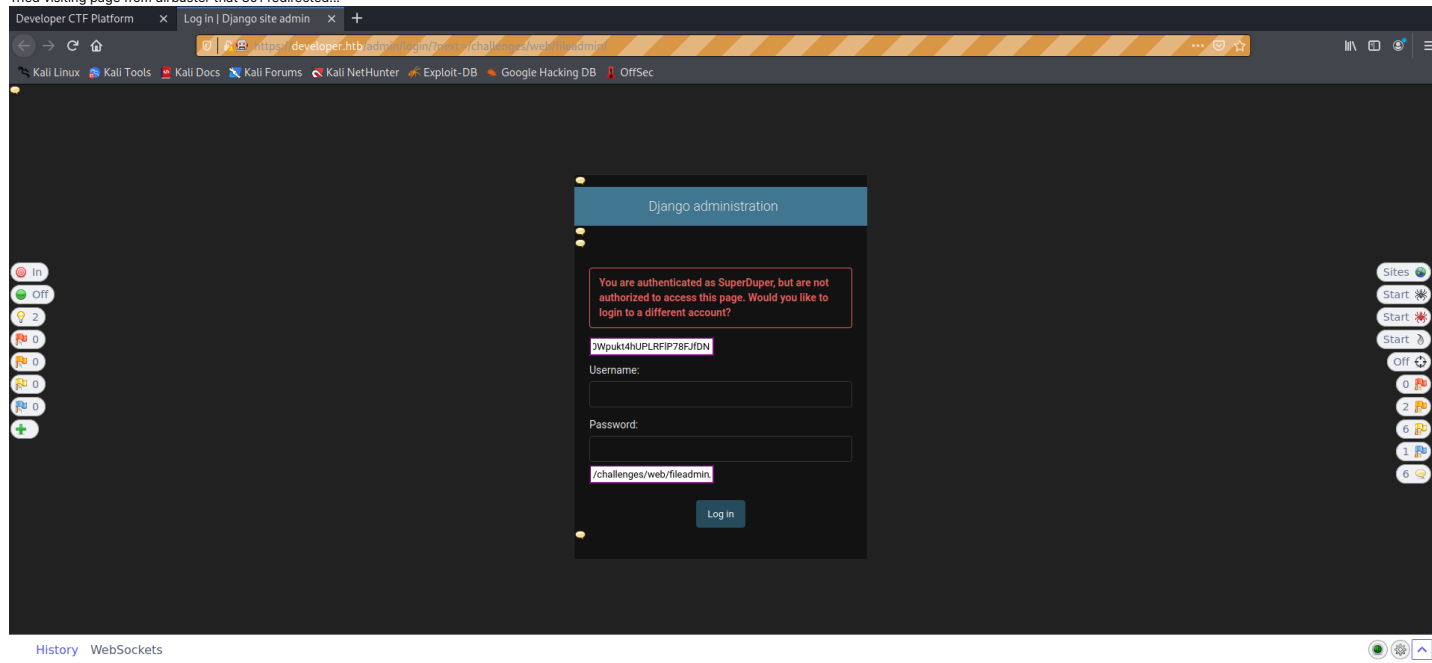 Developer CTF Platform
Log in | Django site admin
https://developer.htb/admin/login/?next=/challenges/web/fileadmin/
Kali Linux Kali Tools Kali Docs Kali Forums Kali NetHunter Exploit-DB Google Hacking DB OffSec
Django administration
You are authenticated as SuperDuper, but are not
authorized to access this page. Would you like to
login to a different account?
Wpukt4hUPLRFlP78FJfDN
Username:
Password:
/challenges/web/fileadmin
Log in
In
Off
2
0
0
0
0
Sites
Start
Start
Start
Off
0
2
6
1
6
History WebSockets